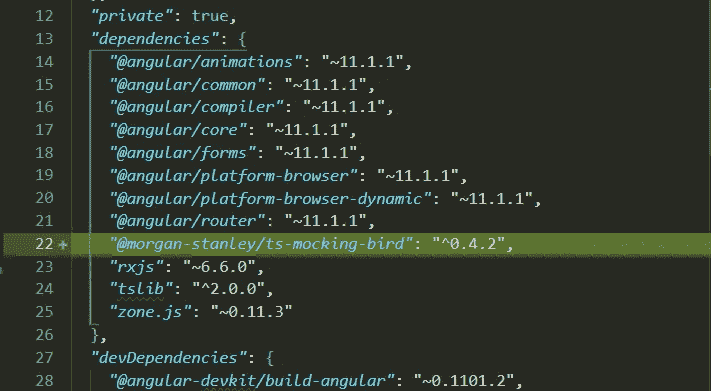 12 "private": true,
13 "dependencies": {
14 "@angular/animations": "~11.1.1",
15 "@angular/common": "~11.1.1",
16 "@angular/compiler": "~11.1.1",
17 "@angular/core": "~11.1.1",
18 "@angular/forms": "~11.1.1",
19 "@angular/platform-browser": "~11.1.1",
20 "@angular/platform-browser-dynamic": "~11.1.1",
21 "@angular/router": "~11.1.1",
22 + "@morgan-stanley/ts-mocking-bird": "^0.4.2",
23 "rxjs": "~6.6.0",
24 "tslib": "^2.0.0",
25 "zone.js": "~0.11.3"
26 },
27 "devDependencies": {
28 "@angular-devkit/build-angular": "~0.1101.2",